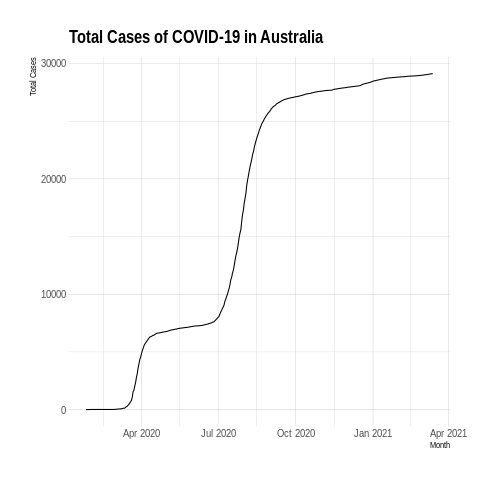 Total Cases of COVID-19 in Australia
Total Cases
30000
20000
10000
0
Apr 2020 Jul 2020 Oct 2020 Jan 2021 Apr 2021
Month